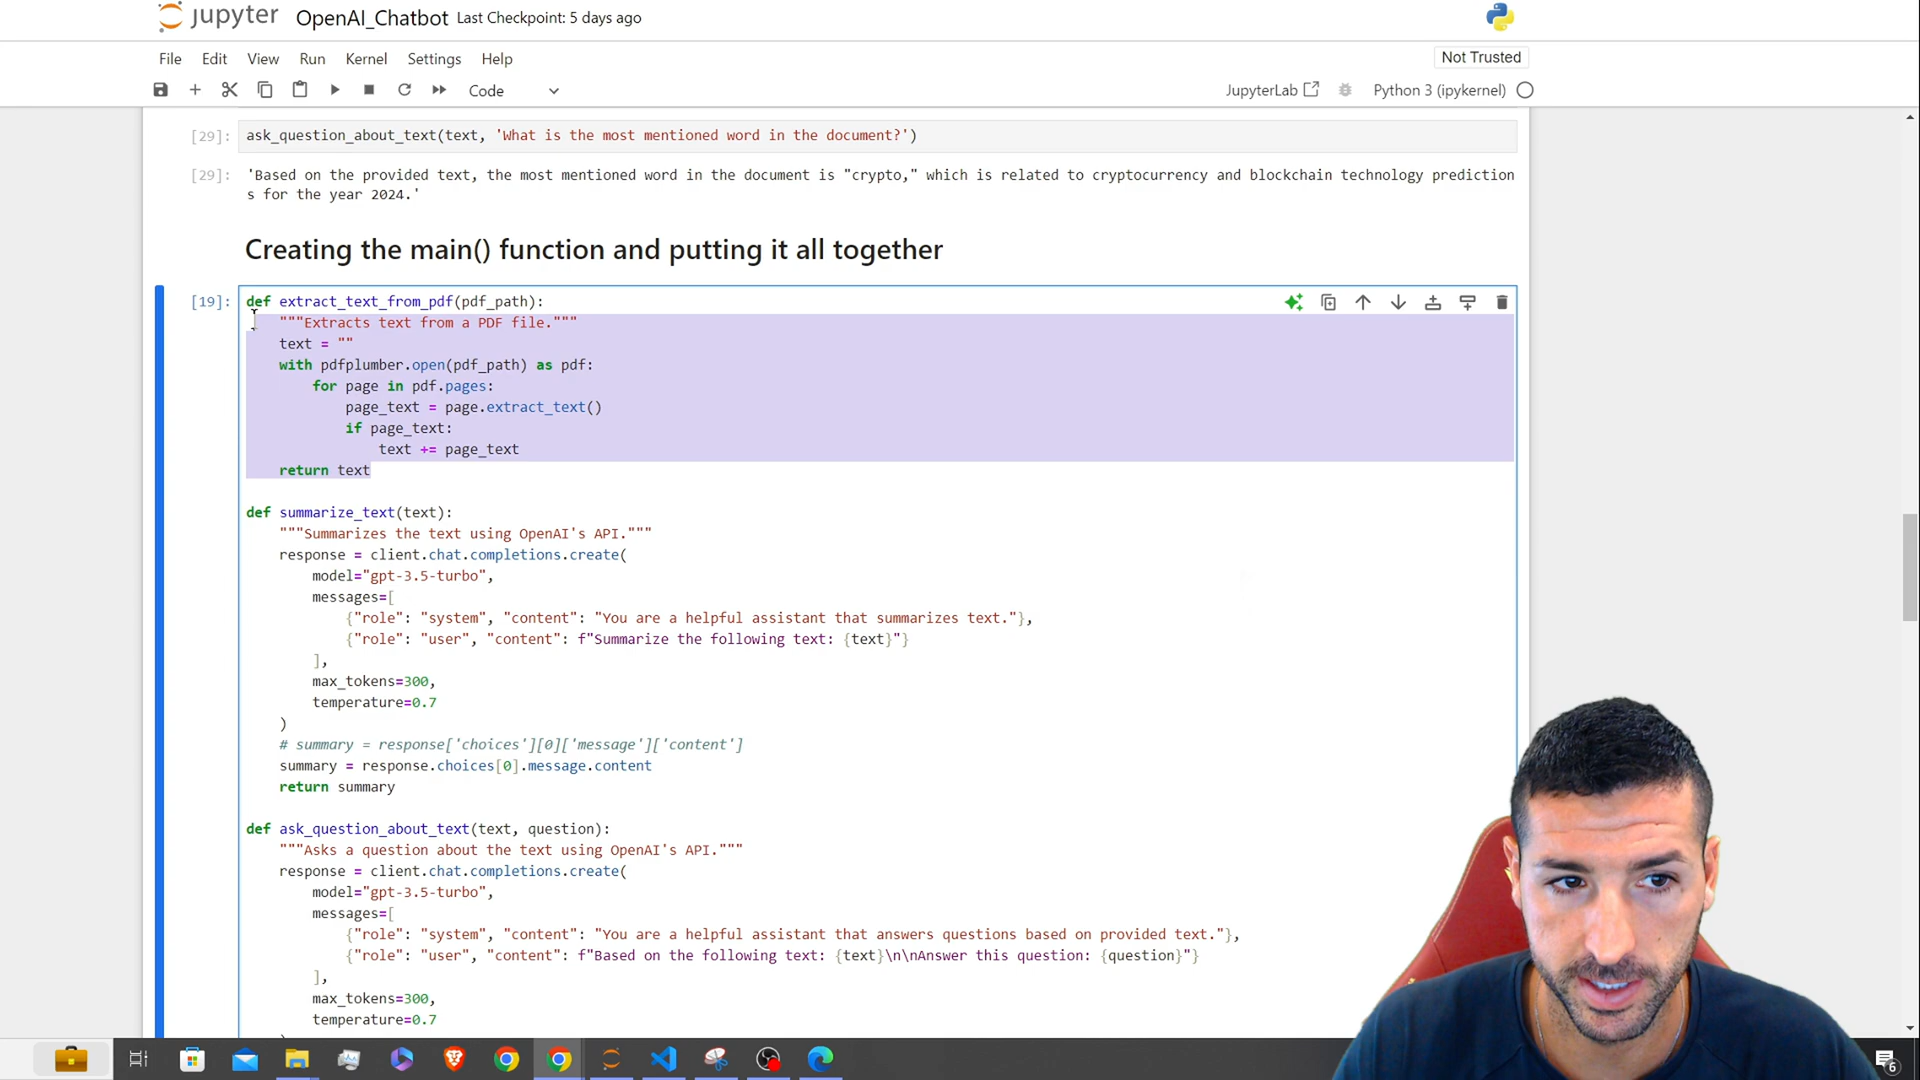 jupyter OpenAI_Chatbot Last Checkpoint: 5 days ago
File Edit View Run Kernel Settings Help
Not Trusted
Code
JupyterLab Python 3 (ipykernel)
[29]: ask_question_about_text(text, 'What is the most mentioned word in the document?')
[29]: 'Based on the provided text, the most mentioned word in the document is "crypto," which is related to cryptocurrency and blockchain technology prediction
s for the year 2024.'
Creating the main() function and putting it all together
[19]: def extract_text_from_pdf(pdf_path):
"""Extracts text from a PDF file."""
text = ""
with pdfplumber.open(pdf_path) as pdf:
for page in pdf.pages:
page_text = page.extract_text()
if page_text:
text += page_text
return text
def summarize_text(text):
"""Summarizes the text using OpenAI's API."""
response = client.chat.completions.create(
model="gpt-3.5-turbo",
messages=[
{"role": "system", "content": "You are a helpful assistant that summarizes text."},
{"role": "user", "content": f"Summarize the following text: {text}"}
],
max_tokens=300,
temperature=0.7
)
# summary = response['choices'][0]['message']['content']
summary = response.choices[0].message.content
return summary
def ask_question_about_text(text, question):
"""Asks a question about the text using OpenAI's API."""
response = client.chat.completions.create(
model="gpt-3.5-turbo",
messages=[
{"role": "system", "content": "You are a helpful assistant that answers questions based on provided text."},
{"role": "user", "content": f"Based on the following text: {text}\n\nAnswer this question: {question}"}
],
max_tokens=300,
temperature=0.7
6